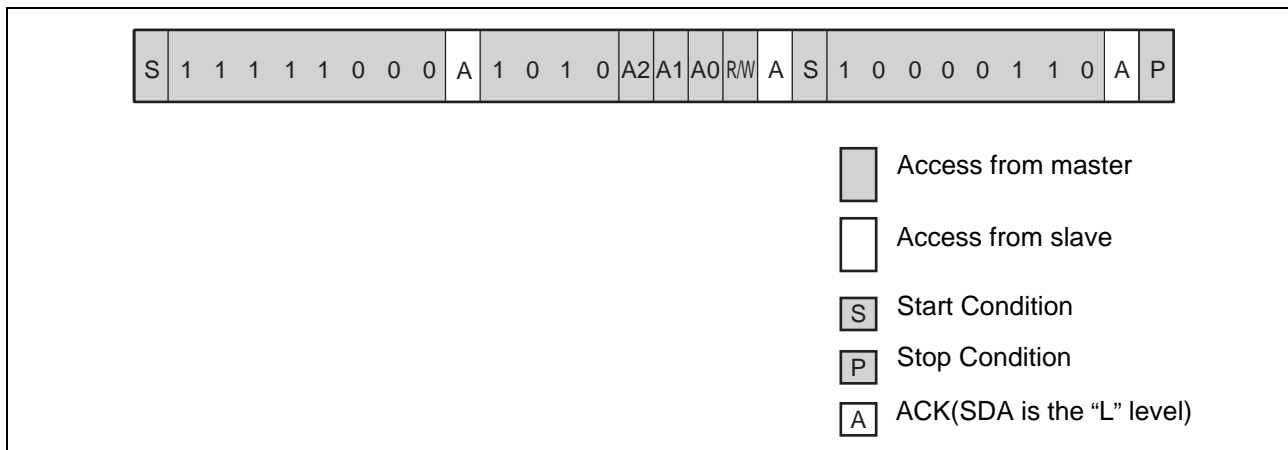 S 1 1 1 1 1 0 0 0 A 1 0 1 0 A2 A1 A0 R/W A S 1 0 0 0 0 1 1 0 A P
Access from master
Access from slave
S Start Condition
P Stop Condition
A ACK(SDA is the “L” level)